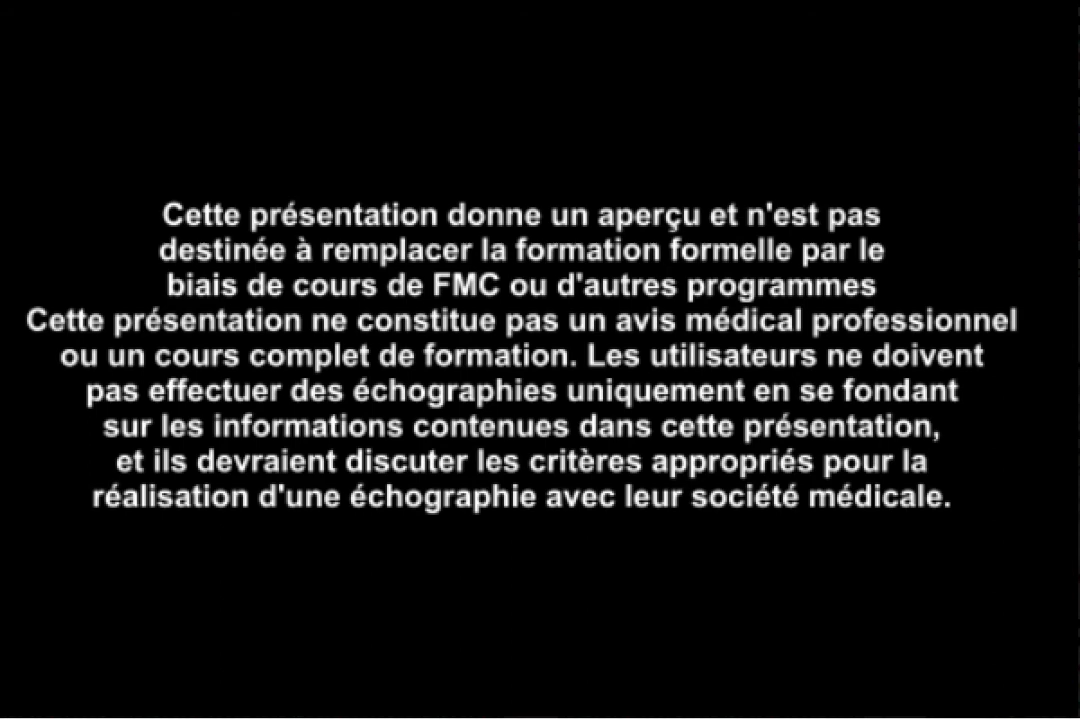 Cette présentation donne un aperçu et n'est pas
destinée à remplacer la formation formelle par le
biais de cours de FMC ou d'autres programmes
Cette présentation ne constitue pas un avis médical professionnel
ou un cours complet de formation. Les utilisateurs ne doivent
pas effectuer des échographies uniquement en se fondant
sur les informations contenues dans cette présentation,
et ils devraient discuter les critères appropriés pour la
réalisation d'une échographie avec leur société médicale.